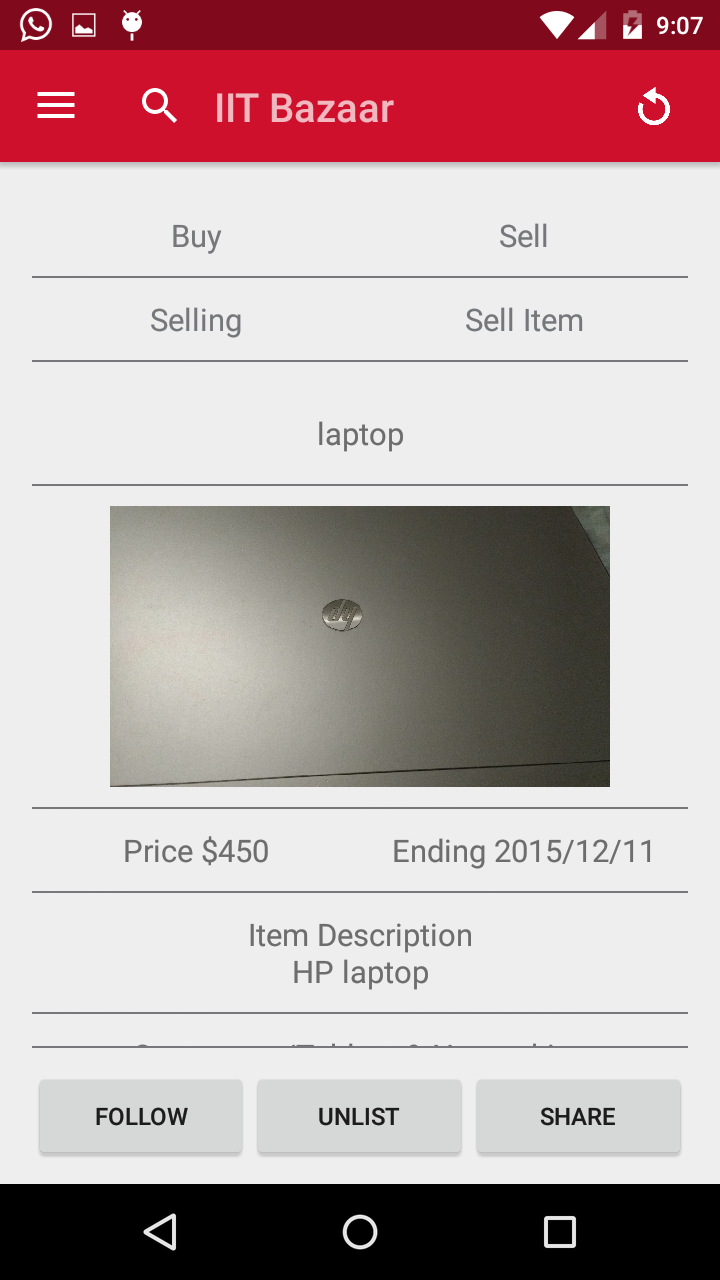 9:07
IIT Bazaar
Buy Sell
Selling Sell Item
laptop
hp
Price $450 Ending 2015/12/11
Item Description
HP laptop
FOLLOW UNLIST SHARE